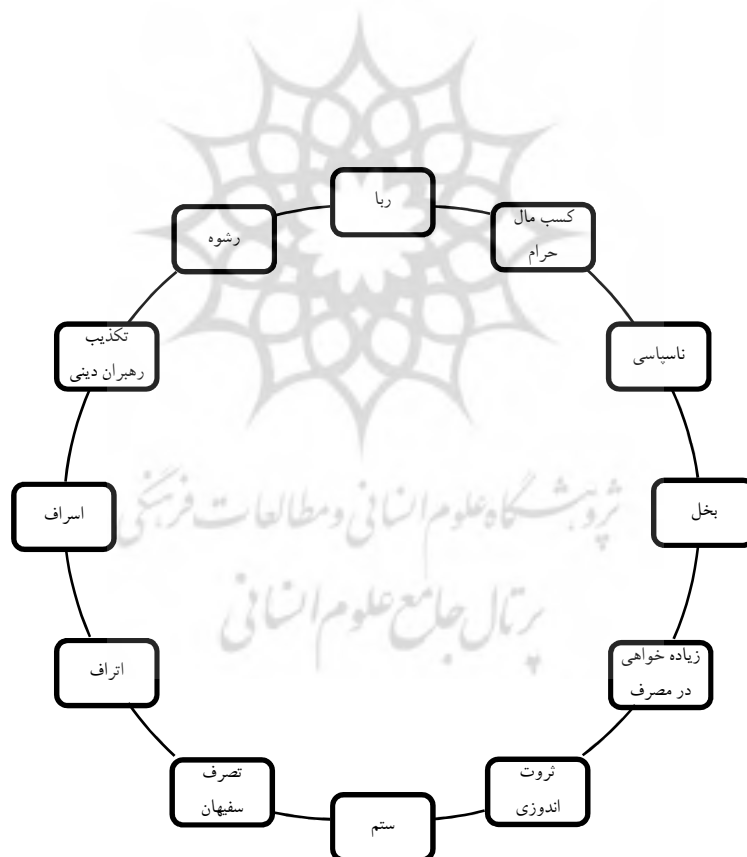 ربا
کسب مال
حرام
ناسپاسی
بخل
زیاده خواهی
در مصرف
ثروت
اندوزی
ستم
تصرف
سفیهان
اتراف
اسراف
تکذیب
رهبران دینی
رشوه
پژوهشگاه علوم انسانی و مطالعات فرهنگی
پرتال جامع علوم انسانی